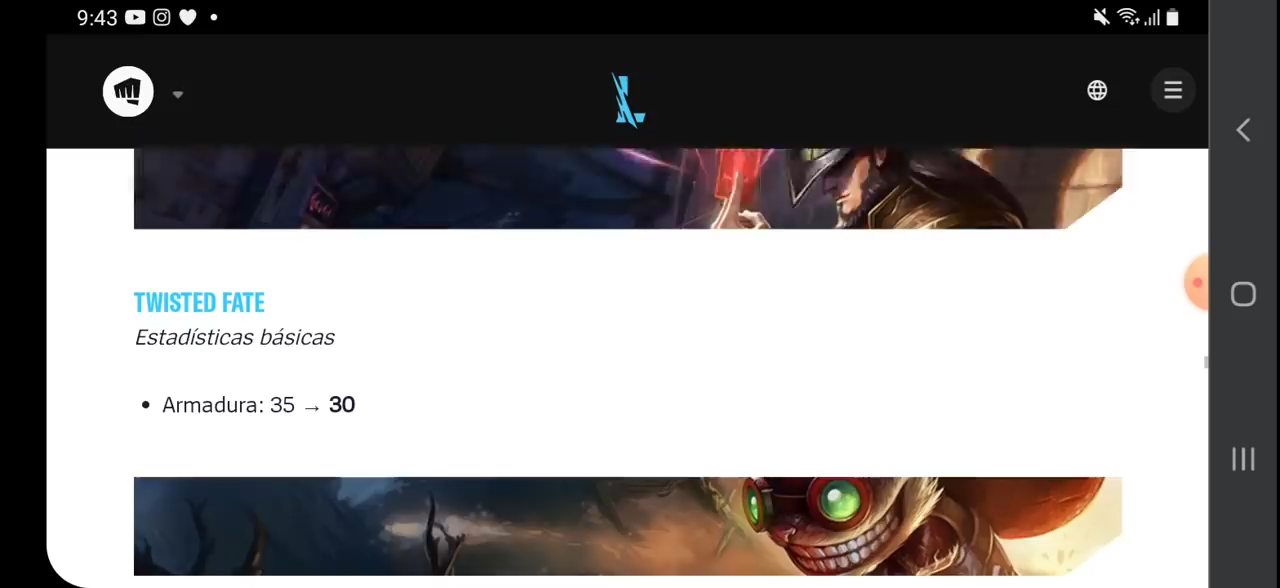 9:43
TWISTED FATE
Estadísticas básicas
• Armadura: 35 → 30